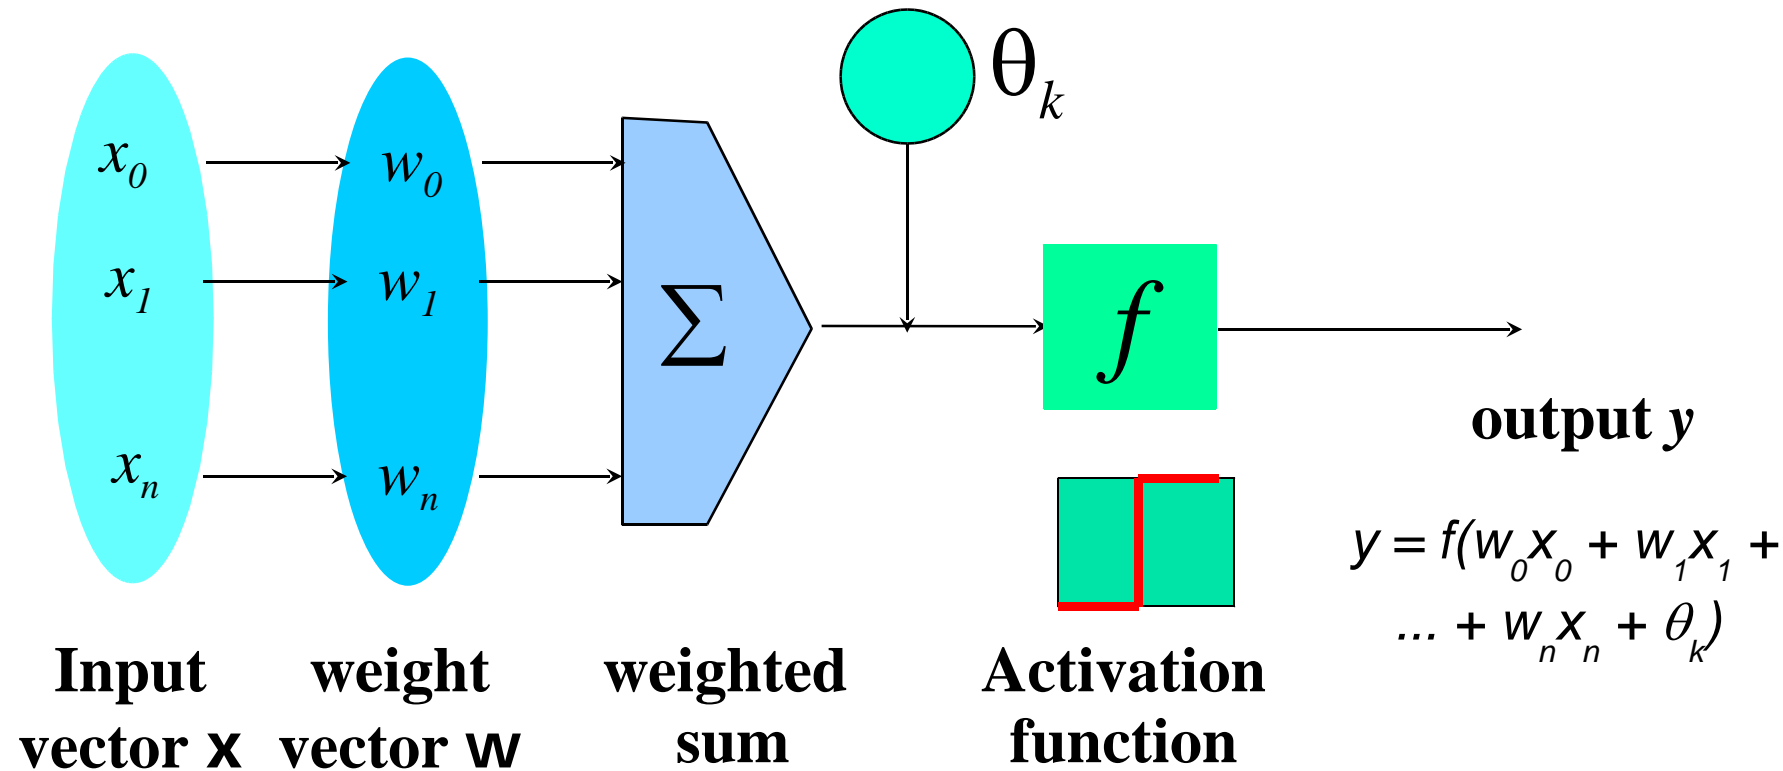 θk
x0
w0
x1
w1
Σ
f
xn
wn
output y
y = f(w0x0 + w1x1 +
... + wnxn + θk)
Input
vector x
weight
vector w
weighted
sum
Activation
function